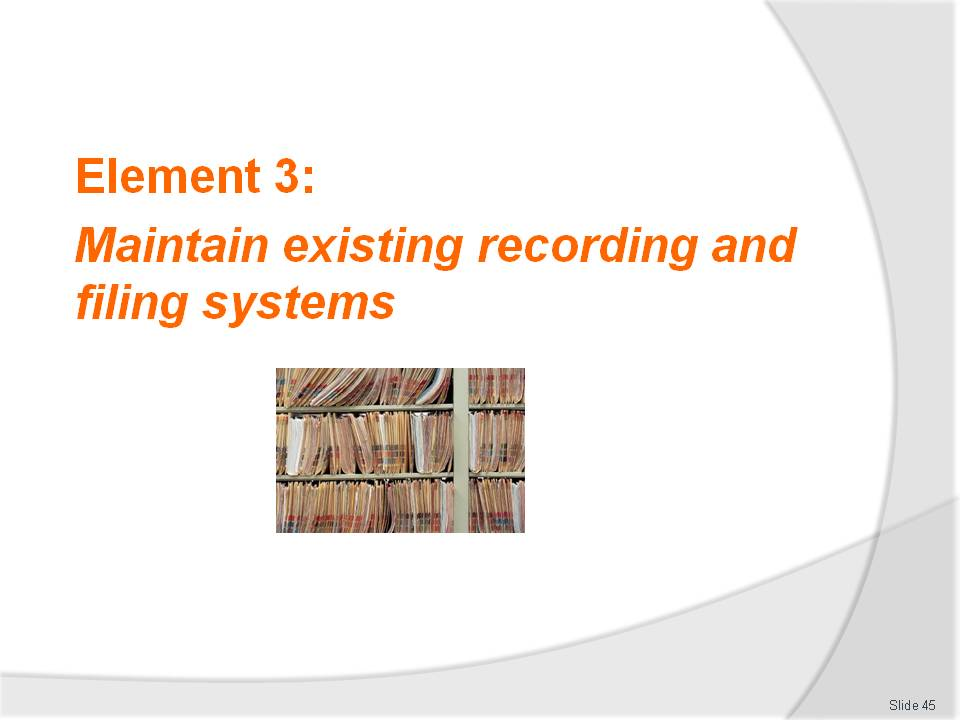 Element 3:
Maintain existing recording and
filing systems
Slide 45